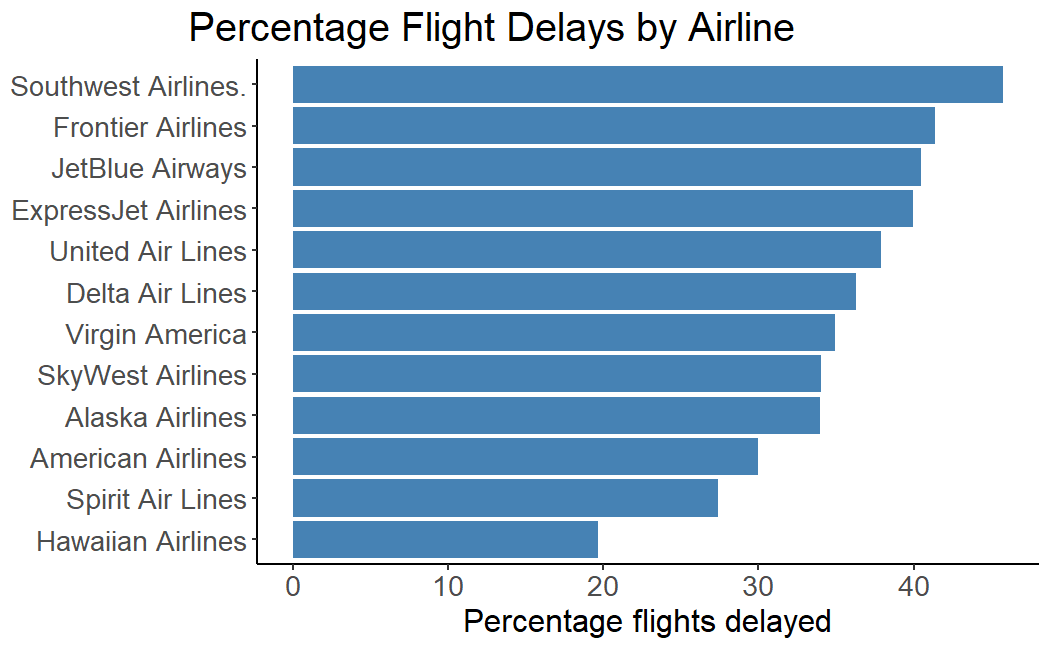 Percentage Flight Delays by Airline
Southwest Airlines.
Frontier Airlines
JetBlue Airways
ExpressJet Airlines
United Air Lines
Delta Air Lines
Virgin America
SkyWest Airlines
Alaska Airlines
American Airlines
Spirit Air Lines
Hawaiian Airlines
0 10 20 30 40
Percentage flights delayed